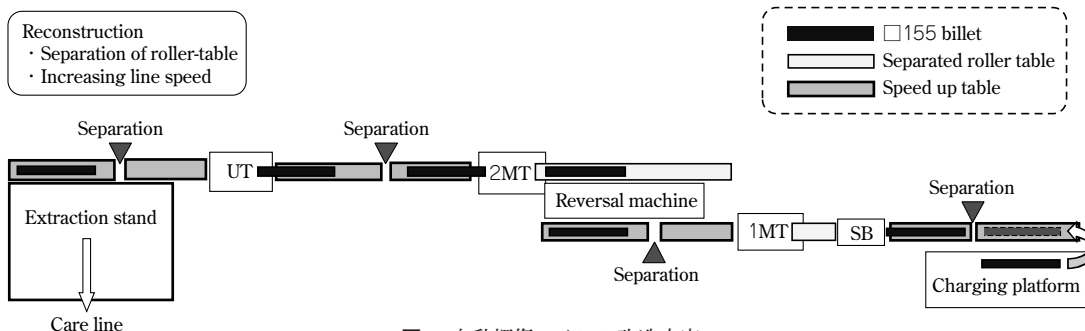 Reconstruction
・Separation of roller-table
・Increasing line speed
□155 billet
Separated roller table
Speed up table
Separation
Separation
UT
2MT
Reversal machine
Separation
Extraction stand
1MT
SB
Separation
Charging platform
Care line